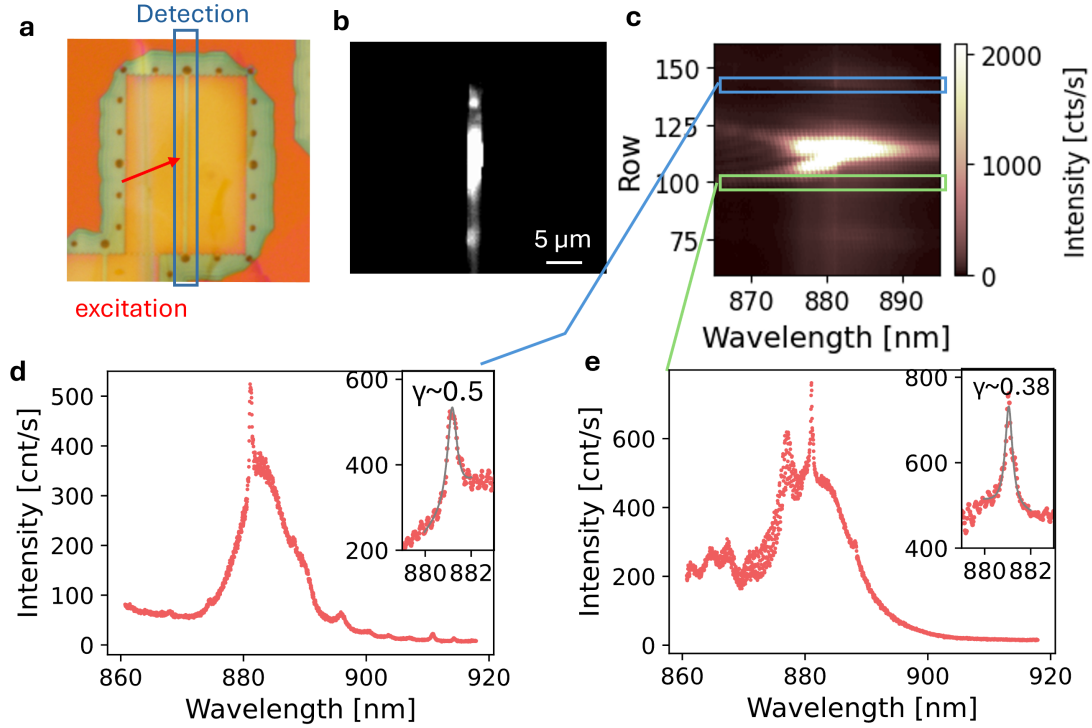 a
Detection
excitation
b
5 µm
c
150
125
100
75
Row
870
880
890
Wavelength [nm]
2000
1000
0
Intensity [cts/s]
d
500
400
300
200
100
0
Intensity [cnt/s]
860
880
900
920
Wavelength [nm]
600
400
200
γ~0.5
880
882
e
600
400
200
0
Intensity [cnt/s]
860
880
900
920
Wavelength [nm]
800
600
400
γ~0.38
880
882